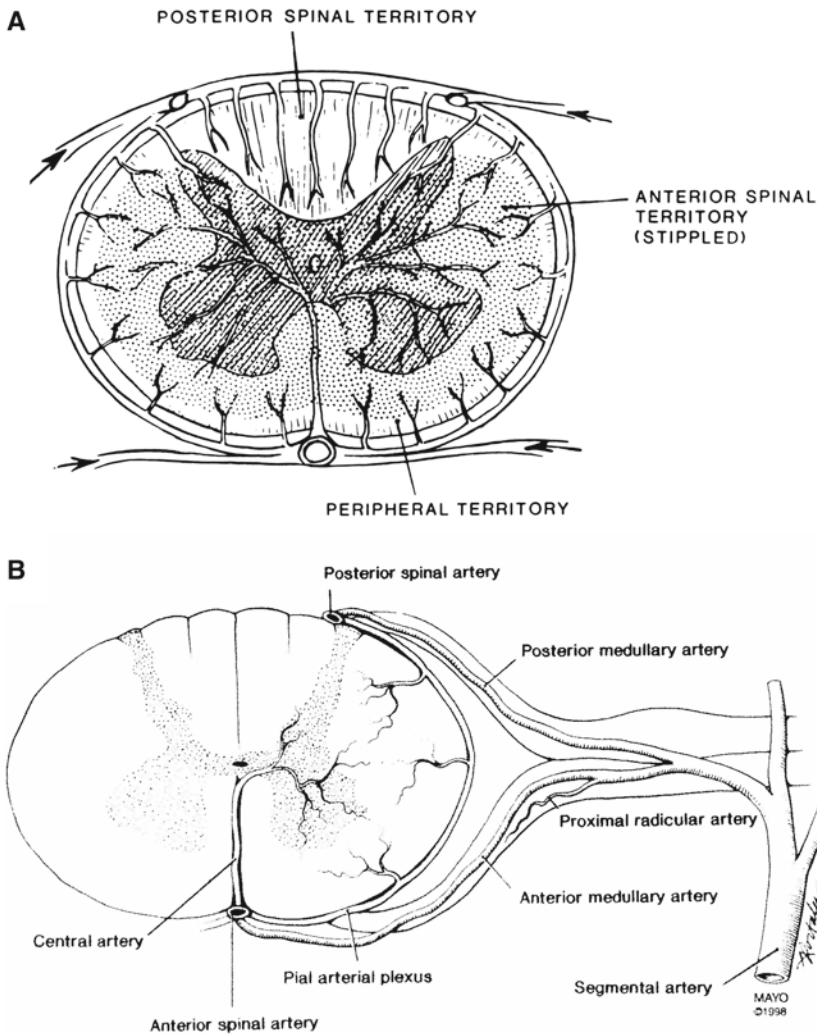 A
POSTERIOR SPINAL TERRITORY
ANTERIOR SPINAL
TERRITORY
(STIPPLED)
PERIPHERAL TERRITORY
B
Posterior spinal artery
Posterior medullary artery
Proximal radicular artery
Anterior medullary artery
Central artery
Pial arterial plexus
Segmental artery
MAYO
©1998
Anterior spinal artery